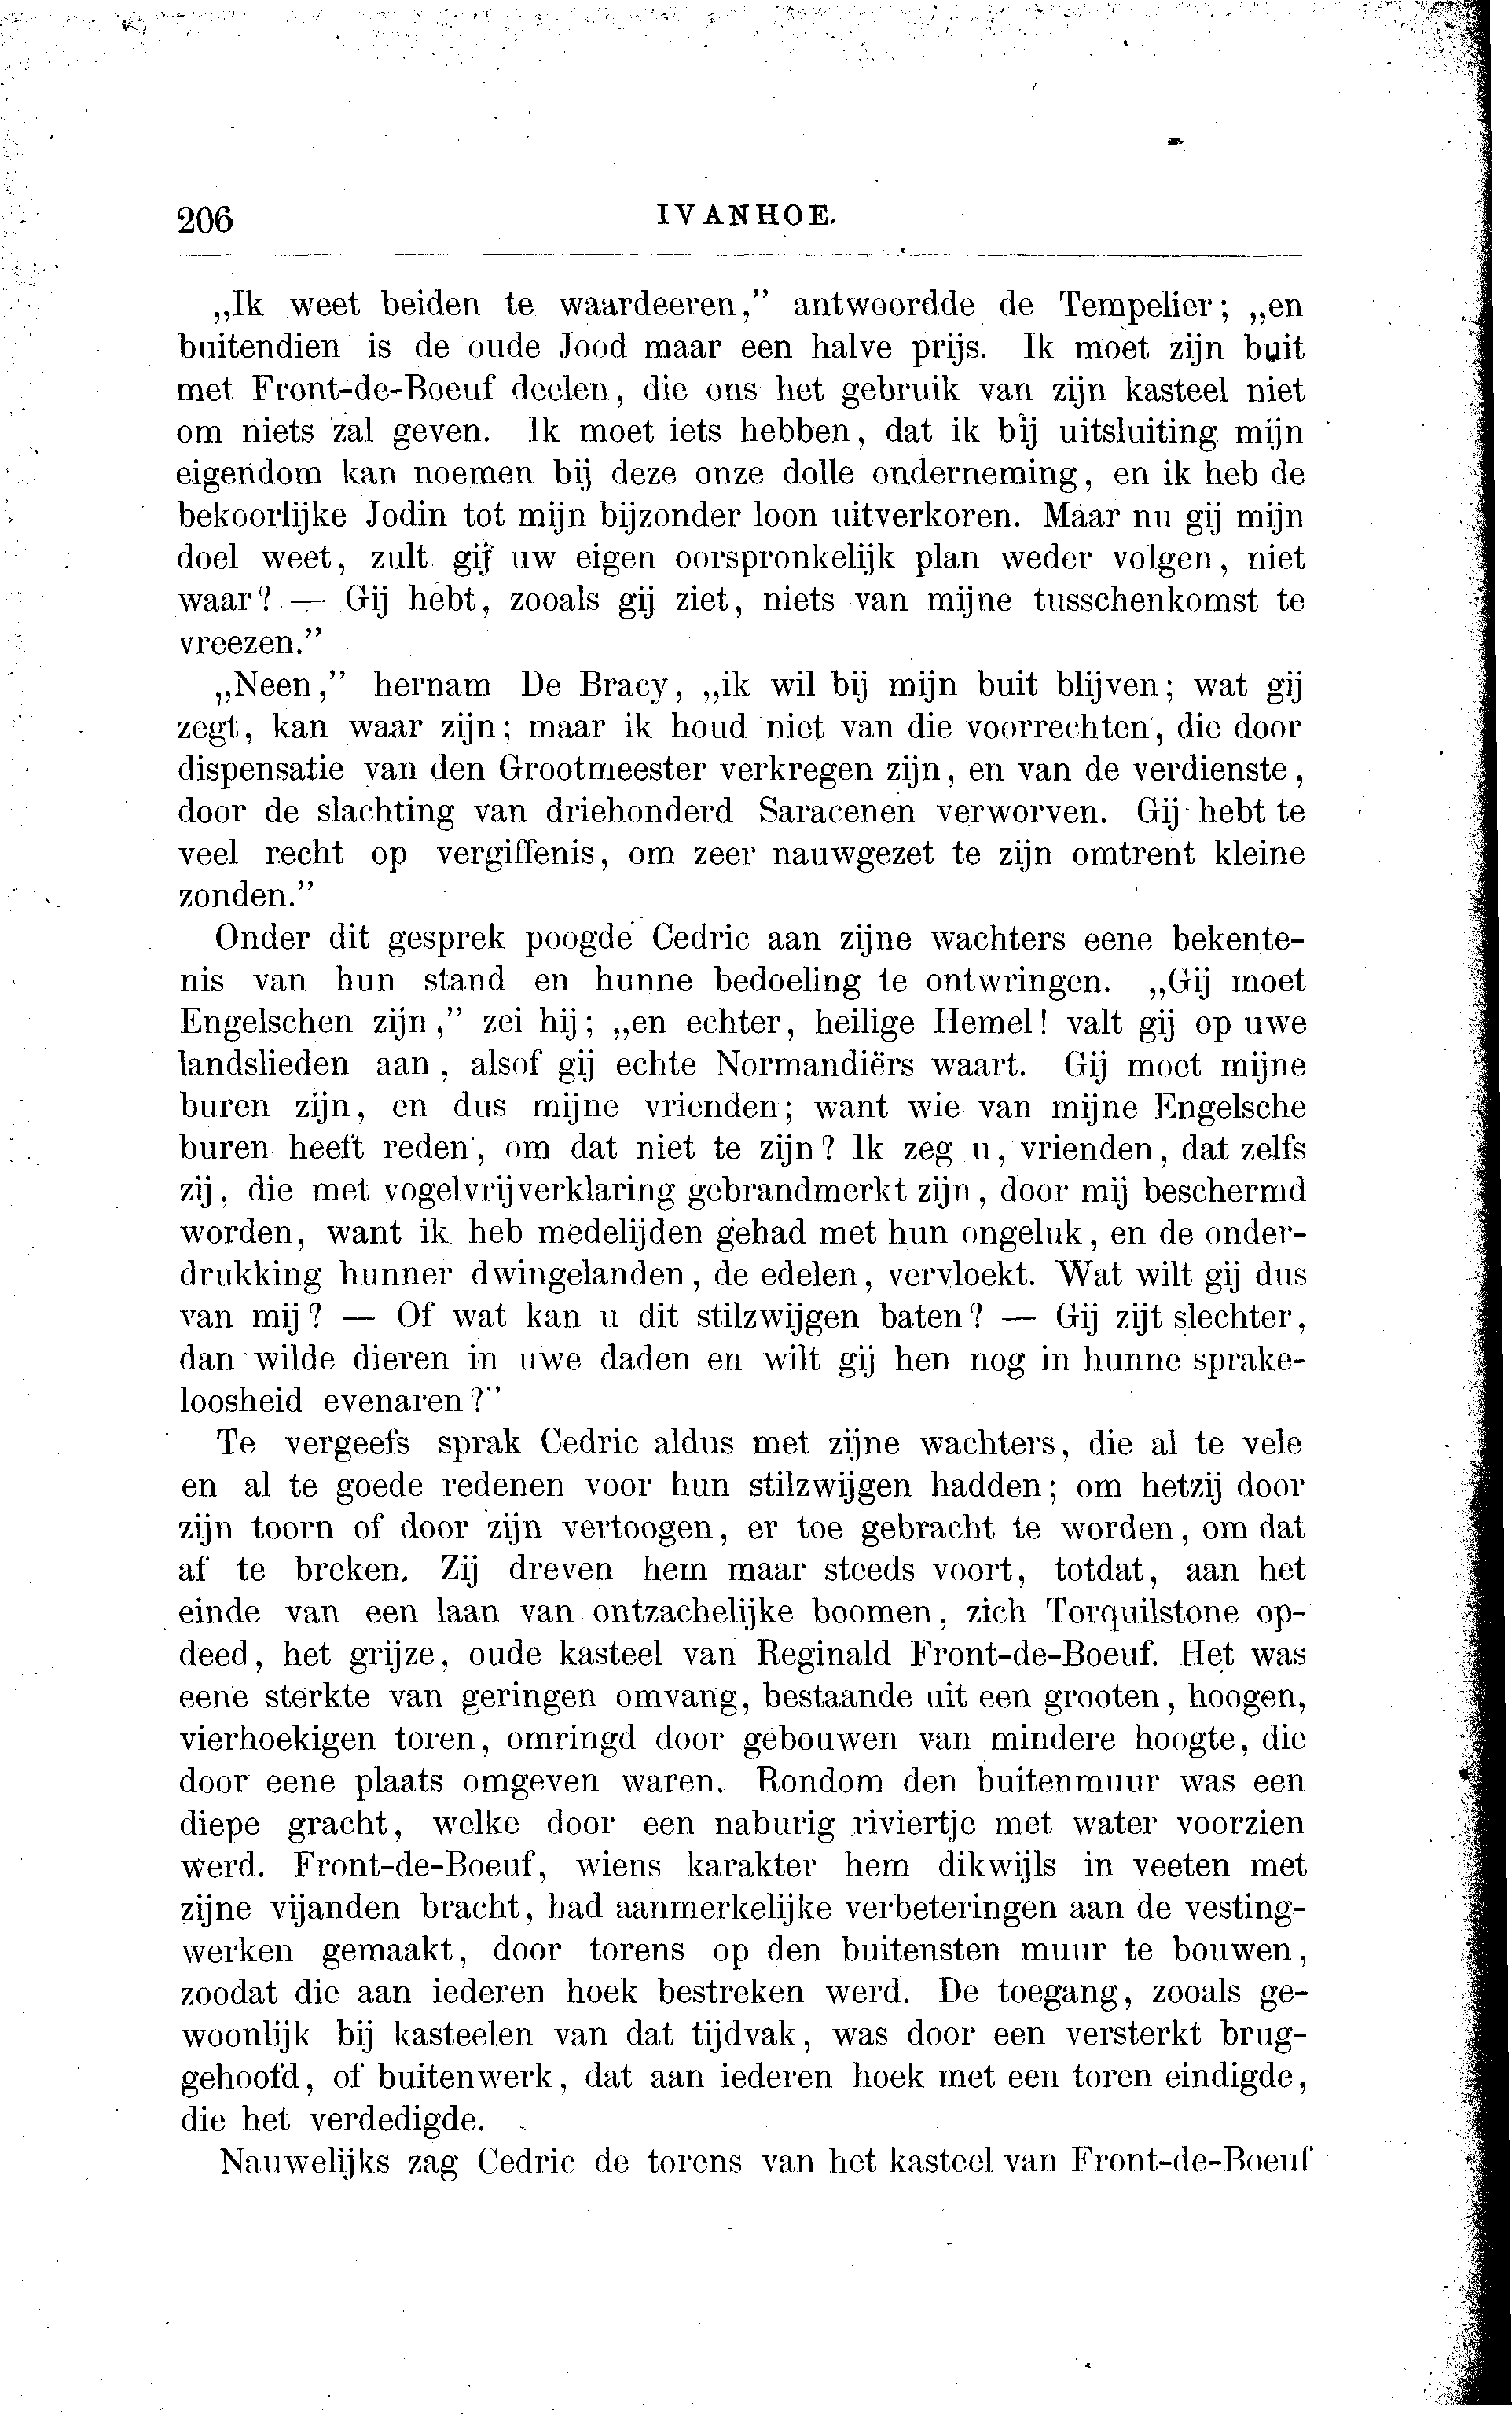 206
IVANHOE.
„Ik weet beiden te waardeeren,” antwoordde de Tempelier; „en
buitendien is de oude Jood maar een halve prijs. Ik moet zijn buit
met Front-de-Boeuf deelen, die ons het gebruik van zijn kasteel niet
om niets zal geven. Ik moet iets hebben, dat ik bij uitsluiting mijn
eigendom kan noemen bij deze onze dolle onderneming, en ik heb de
bekoorlijke Jodin tot mijn bijzonder loon uitverkoren. Maar nu gij mijn
doel weet, zult gij uw eigen oorspronkelijk plan weder volgen, niet
waar? — Gij hebt, zooals gij ziet, niets van mijne tusschenkomst te
vreezen.”
„Neen,” hernam De Bracy, „ik wil bij mijn buit blijven; wat gij
zegt, kan waar zijn; maar ik houd niet van die voorrechten, die door
dispensatie van den Grootmeester verkregen zijn, en van de verdienste,
door de slachting van driehonderd Saracenen verworven. Gij hebt te
veel recht op vergiffenis, om zeer nauwgezet te zijn omtrent kleine
zonden.”
Onder dit gesprek poogde Cedric aan zijne wachters eene bekente-
nis van hun stand en hunne bedoeling te ontwringen. „Gij moet
Engelschen zijn,” zei hij; „en echter, heilige Hemel! valt gij op uwe
landslieden aan, alsof gij echte Normandiërs waart. Gij moet mijne
buren zijn, en dus mijne vrienden; want wie van mijne Engelsche
buren heeft reden, om dat niet te zijn? Ik zeg u, vrienden, dat zelfs
zij, die met vogelvrijverklaring gebrandmerkt zijn, door mij beschermd
worden, want ik heb medelijden gehad met hun ongeluk, en de onder-
drukking hunner dwingelanden, de edelen, vervloekt. Wat wilt gij dus
van mij? — Of wat kan u dit stilzwijgen baten? — Gij zijt slechter,
dan wilde dieren in uwe daden en wilt gij hen nog in hunne sprake-
loosheid evenaren?”
Te vergeefs sprak Cedric aldus met zijne wachters, die al te vele
en al te goede redenen voor hun stilzwijgen hadden; om hetzij door
zijn toorn of door zijn vertoogen, er toe gebracht te worden, om dat
af te breken. Zij dreven hem maar steeds voort, totdat, aan het
einde van een laan van ontzachelijke boomen, zich Torquilstone op-
deed, het grijze, oude kasteel van Reginald Front-de-Boeuf. Het was
eene sterkte van geringen omvang, bestaande uit een grooten, hoogen,
vierhoekigen toren, omringd door gebouwen van mindere hoogte, die
door eene plaats omgeven waren. Rondom den buitenmuur was een
diepe gracht, welke door een naburig riviertje met water voorzien
werd. Front-de-Boeuf, wiens karakter hem dikwijls in veeten met
zijne vijanden bracht, had aanmerkelijke verbeteringen aan de vesting-
werken gemaakt, door torens op den buitensten muur te bouwen,
zoodat die aan iederen hoek bestreken werd. De toegang, zooals ge-
woonlijk bij kasteelen van dat tijdvak, was door een versterkt brug-
gehoofd, of buitenwerk, dat aan iederen hoek met een toren eindigde,
die het verdedigde.
Nauwelijks zag Cedric de torens van het kasteel van Front-de-Boeuf